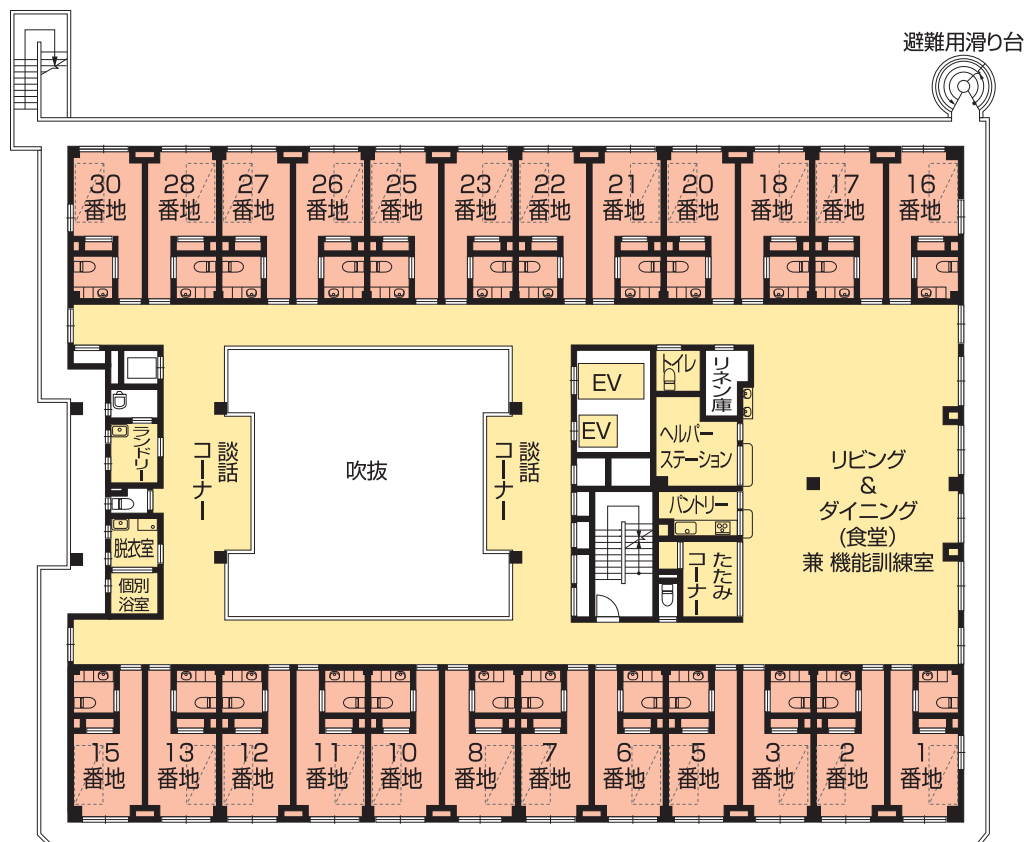 避難用滑り台
30
番地
28
番地
27
番地
26
番地
25
番地
23
番地
22
番地
21
番地
20
番地
18
番地
17
番地
16
番地
EV
EV
トイレ
リネン庫
ヘルパー
ステーション
パントリー
たたみ
コーナー
リビング
&
ダイニング
(食堂)
兼 機能訓練室
談話
コーナー
吹抜
談話
コーナー
ランドリー
脱衣室
個別
浴室
15
番地
13
番地
12
番地
11
番地
10
番地
8
番地
7
番地
6
番地
5
番地
3
番地
2
番地
1
番地